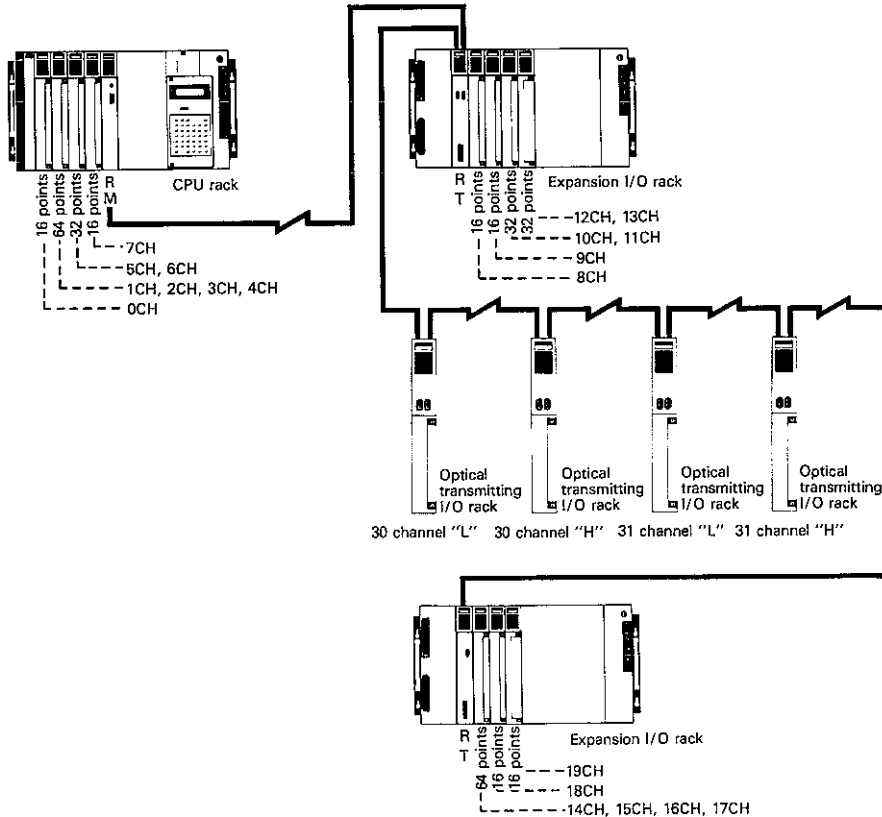 CPU rack
R
M
16 points
64 points
32 points
16 points
7CH
5CH, 6CH
1CH, 2CH, 3CH, 4CH
0CH
Expansion I/O rack
R
T
16 points
16 points
32 points
32 points
12CH, 13CH
10CH, 11CH
9CH
8CH
Optical
transmitting
I/O rack
Optical
transmitting
I/O rack
Optical
transmitting
I/O rack
Optical
transmitting
I/O rack
30 channel "L"
30 channel "H"
31 channel "L"
31 channel "H"
Expansion I/O rack
R
T
64 points
16 points
16 points
19CH
18CH
14CH, 15CH, 16CH, 17CH